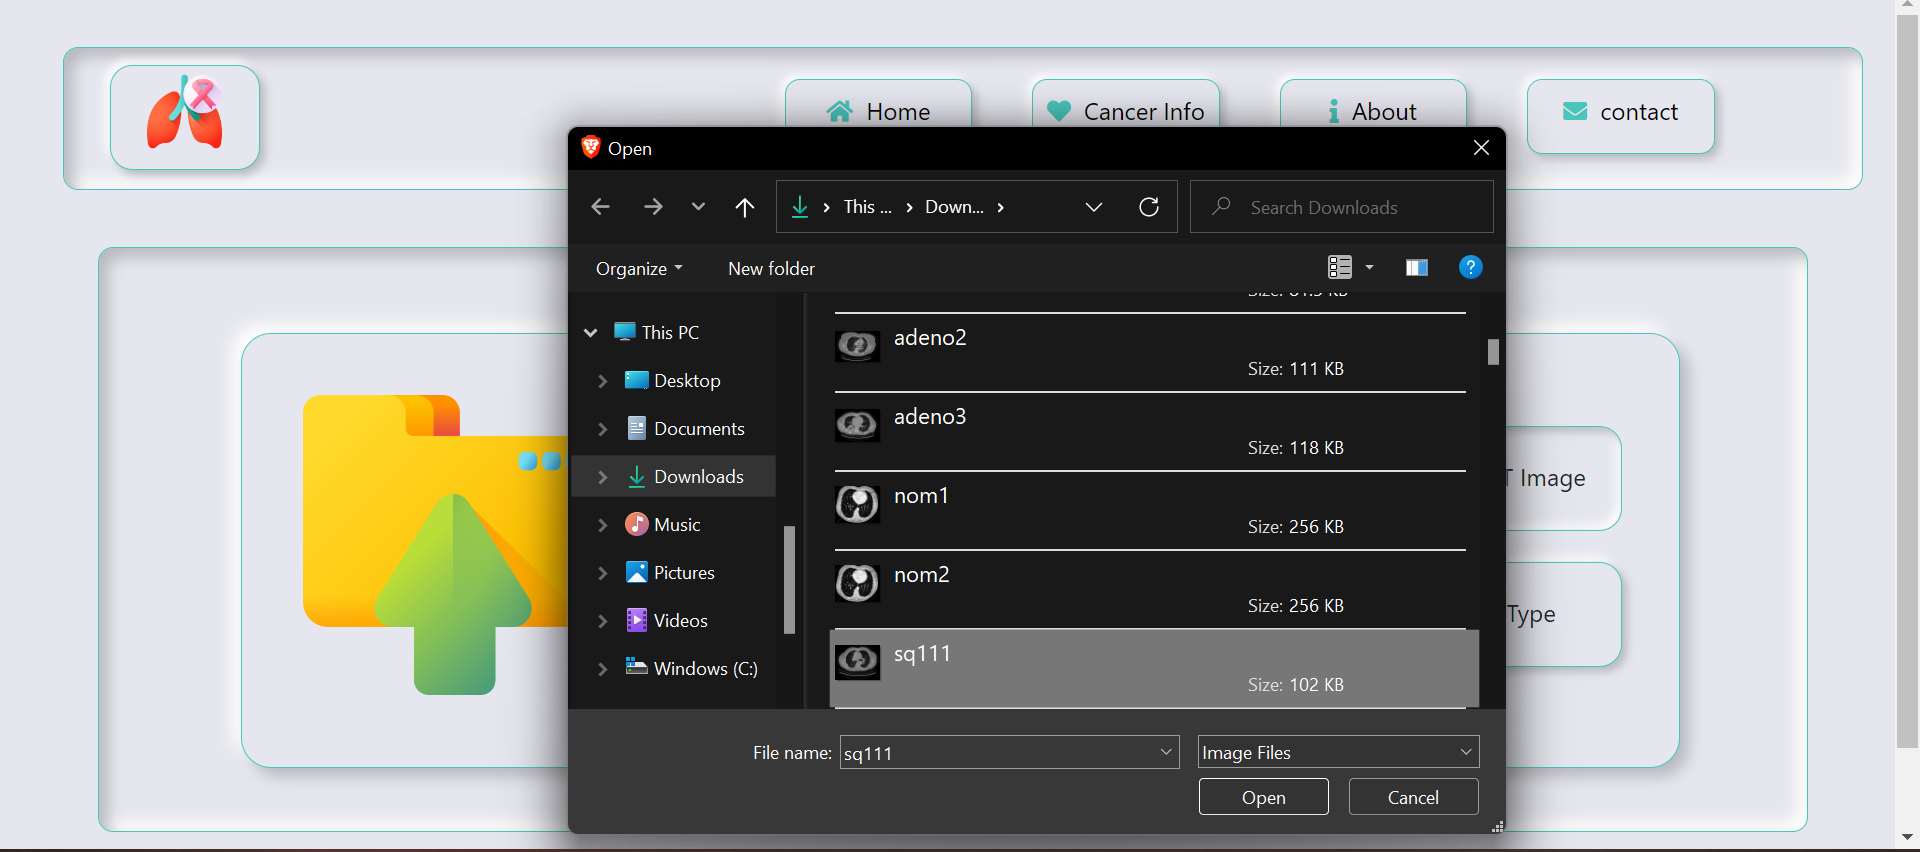 Home
Cancer Info
About
contact
Open
This ...
Down...
Search Downloads
Organize
New folder
This PC
Desktop
Documents
Downloads
Music
Pictures
Videos
Windows (C:)
adeno2
Size: 111 KB
adeno3
Size: 118 KB
nom1
Size: 256 KB
nom2
Size: 256 KB
sq111
Size: 102 KB
T Image
Type
File name: sq111
Image Files
Open
Cancel